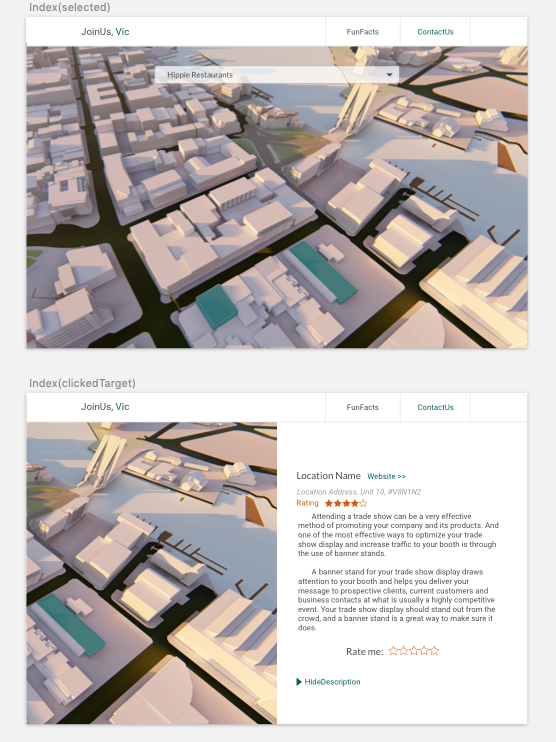 Index(selected)
JoinUs, Vic
FunFacts
ContactUs
Hippie Restaurants
Index(clickedTarget)
JoinUs, Vic
FunFacts
ContactUs
Location Name Website >>
Location Address, Unit 10, #V8N1N2
Rating
Attending a trade show can be a very effective
method of promoting your company and its products. And
one of the most effective ways to optimize your trade
show display and increase traffic to your booth is through
the use of banner stands.
A banner stand for your trade show display draws
attention to your booth and helps you deliver your
message to prospective clients, current customers and
business contacts at what is usually a highly competitive
event. Your trade show display should stand out from the
crowd, and a banner stand is a great way to make sure it
does.
Rate me:
HideDescription